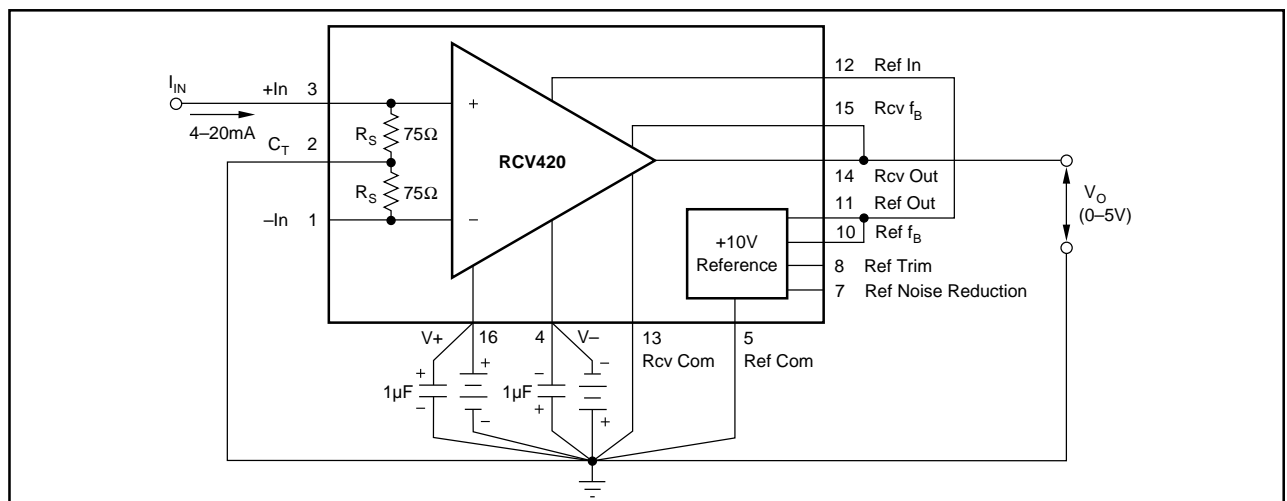 12 Ref In
I_IN
+In 3
15 Rcv f_B
4–20mA
R_S 75Ω
+
C_T 2
RCV420
14 Rcv Out
R_S 75Ω
11 Ref Out
V_O
(0–5V)
–In 1
–
10 Ref f_B
+10V
Reference
8 Ref Trim
7 Ref Noise Reduction
V+ 16 4 V– 13 5
Rcv Com Ref Com
+ + – –
1µF 1µF
– – + +